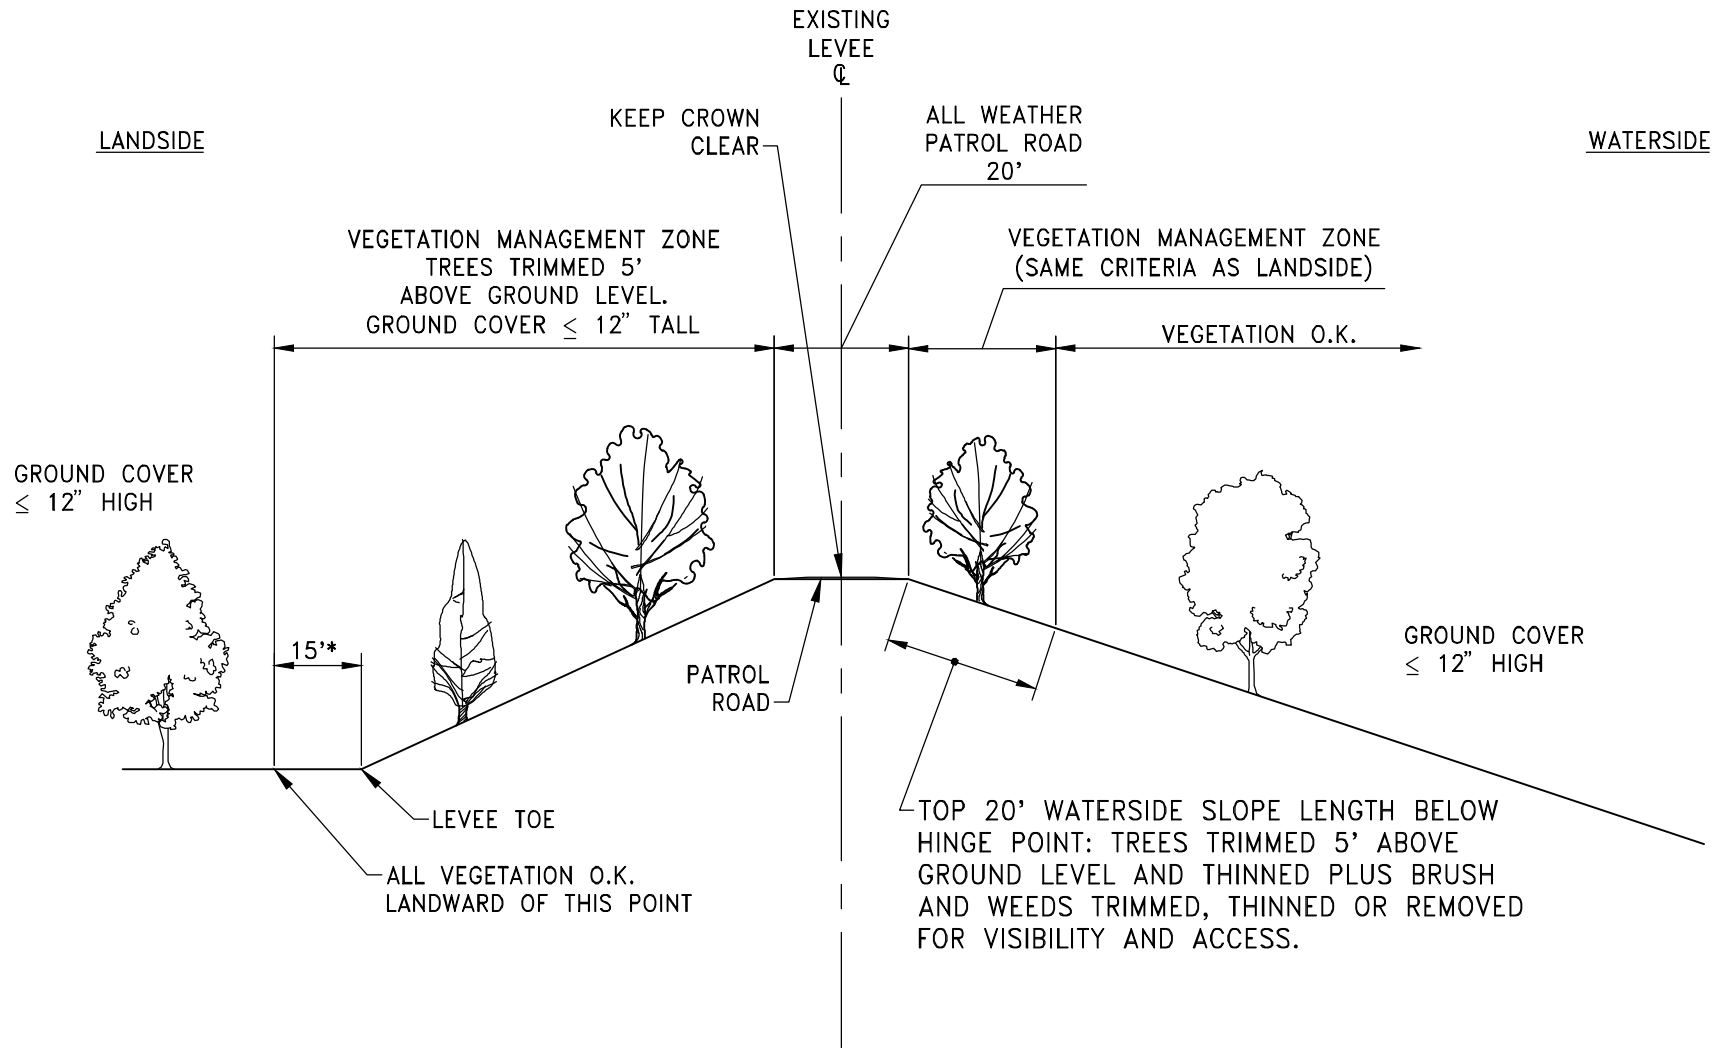 EXISTING
LEVEE
℄
KEEP CROWN
CLEAR
ALL WEATHER
PATROL ROAD
20'
LANDSIDE
WATERSIDE
VEGETATION MANAGEMENT ZONE
TREES TRIMMED 5'
ABOVE GROUND LEVEL.
GROUND COVER ≤ 12" TALL
VEGETATION MANAGEMENT ZONE
(SAME CRITERIA AS LANDSIDE)
VEGETATION O.K.
GROUND COVER
≤ 12" HIGH
15'*
PATROL
ROAD
GROUND COVER
≤ 12" HIGH
LEVEE TOE
ALL VEGETATION O.K.
LANDWARD OF THIS POINT
TOP 20' WATERSIDE SLOPE LENGTH BELOW
HINGE POINT: TREES TRIMMED 5' ABOVE
GROUND LEVEL AND THINNED PLUS BRUSH
AND WEEDS TRIMMED, THINNED OR REMOVED
FOR VISIBILITY AND ACCESS.